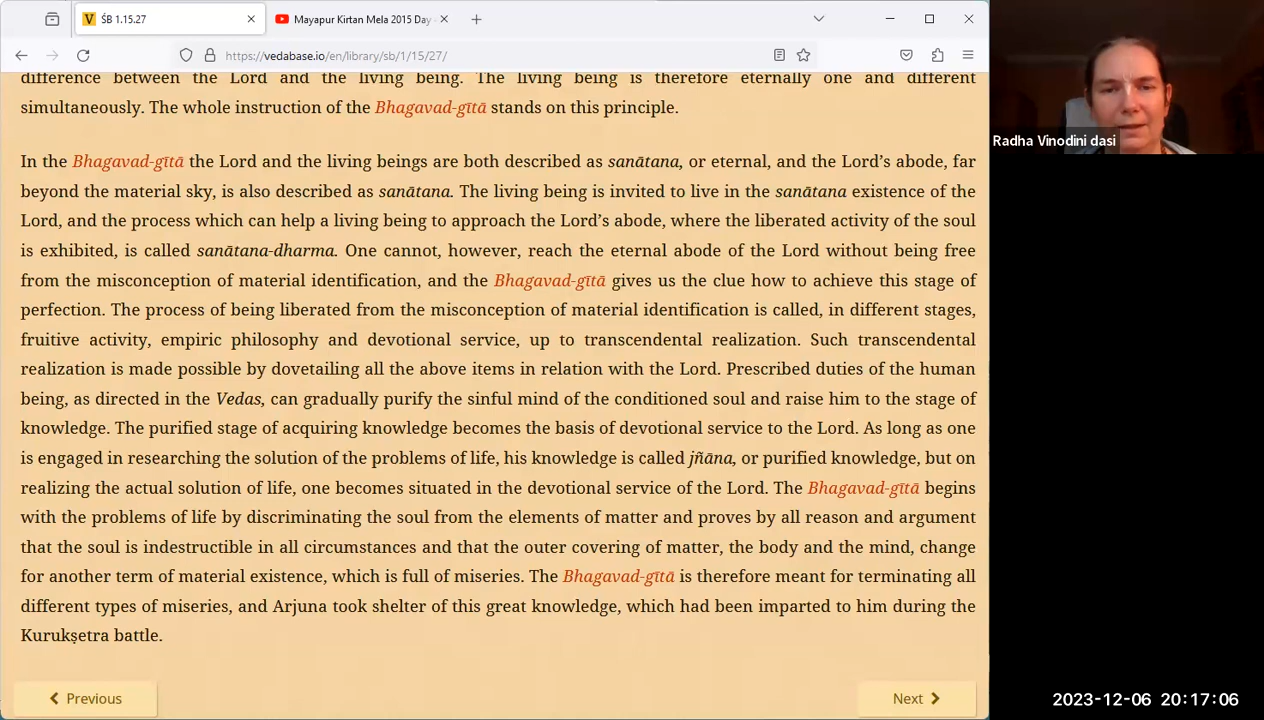 ŚB 1.15.27
Mayapur Kirtan Mela 2015 Day
https://vedabase.io/en/library/sb/1/15/27/
difference between the Lord and the living being. The living being is therefore eternally one and different
simultaneously. The whole instruction of the Bhagavad-gītā stands on this principle.
In the Bhagavad-gītā the Lord and the living beings are both described as sanātana, or eternal, and the Lord’s abode, far
beyond the material sky, is also described as sanātana. The living being is invited to live in the sanātana existence of the
Lord, and the process which can help a living being to approach the Lord’s abode, where the liberated activity of the soul
is exhibited, is called sanātana-dharma. One cannot, however, reach the eternal abode of the Lord without being free
from the misconception of material identification, and the Bhagavad-gītā gives us the clue how to achieve this stage of
perfection. The process of being liberated from the misconception of material identification is called, in different stages,
fruitive activity, empiric philosophy and devotional service, up to transcendental realization. Such transcendental
realization is made possible by dovetailing all the above items in relation with the Lord. Prescribed duties of the human
being, as directed in the Vedas, can gradually purify the sinful mind of the conditioned soul and raise him to the stage of
knowledge. The purified stage of acquiring knowledge becomes the basis of devotional service to the Lord. As long as one
is engaged in researching the solution of the problems of life, his knowledge is called jñāna, or purified knowledge, but on
realizing the actual solution of life, one becomes situated in the devotional service of the Lord. The Bhagavad-gītā begins
with the problems of life by discriminating the soul from the elements of matter and proves by all reason and argument
that the soul is indestructible in all circumstances and that the outer covering of matter, the body and the mind, change
for another term of material existence, which is full of miseries. The Bhagavad-gītā is therefore meant for terminating all
different types of miseries, and Arjuna took shelter of this great knowledge, which had been imparted to him during the
Kurukṣetra battle.
Previous
Next
Radha Vinodini dasi
2023-12-06 20:17:06